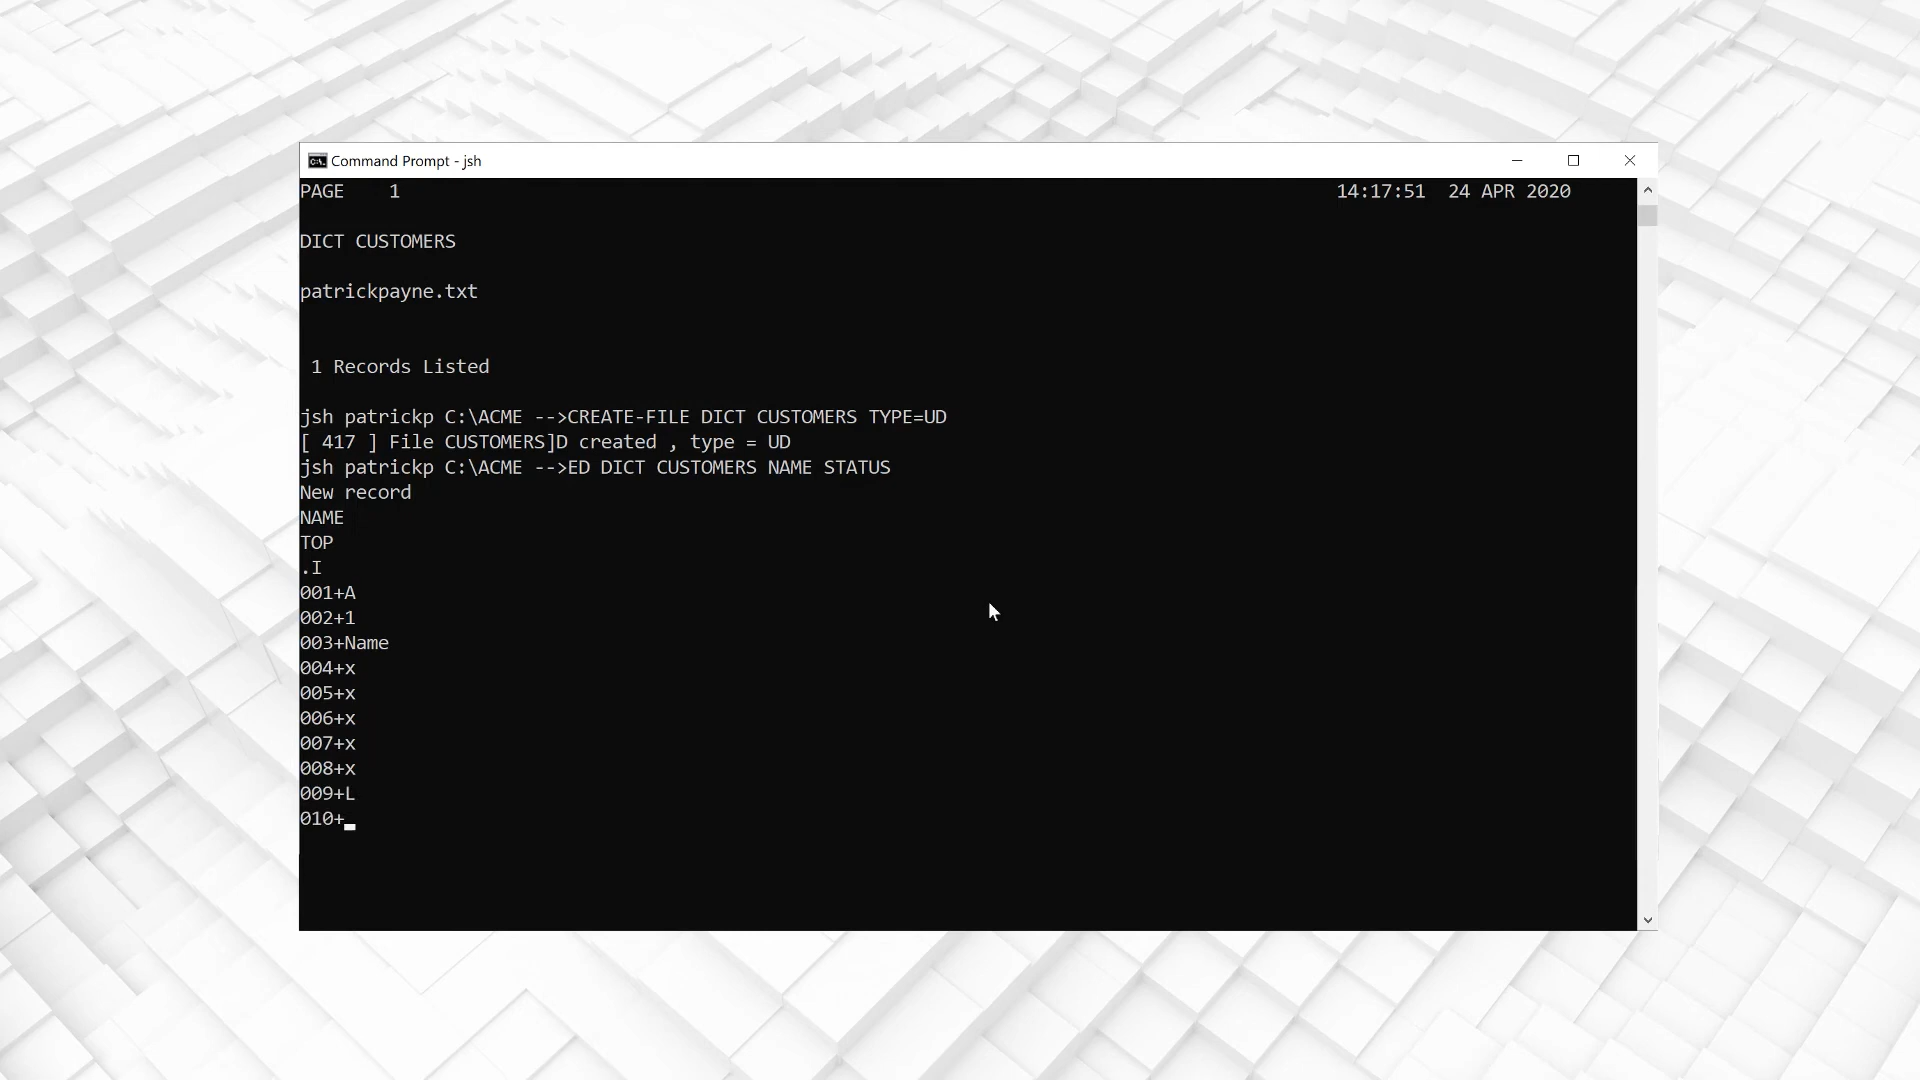 Command Prompt - jsh
PAGE    1    14:17:51  24 APR 2020
DICT CUSTOMERS
patrickpayne.txt
1 Records Listed
jsh patrickp C:\ACME -->CREATE-FILE DICT CUSTOMERS TYPE=UD
[ 417 ] File CUSTOMERS]D created , type = UD
jsh patrickp C:\ACME -->ED DICT CUSTOMERS NAME STATUS
New record
NAME
TOP
.I
001+A
002+1
003+Name
004+x
005+x
006+x
007+x
008+x
009+L
010+